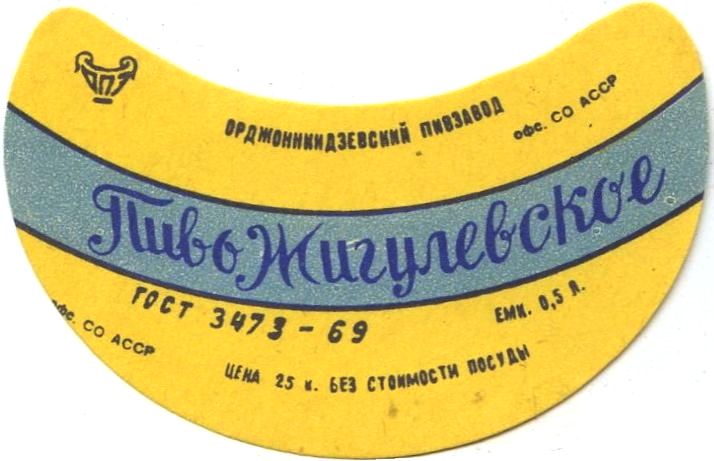 ОПТ
ОРДЖОНИКИДЗЕВСКИЙ ПИВЗАВОД
офс. СО АССР
Пиво Жигулевское
ГОСТ 3473-69
ЕМК. 0,5 Л.
офс. СО АССР
ЦЕНА 25 к. БЕЗ СТОИМОСТИ ПОСУДЫ